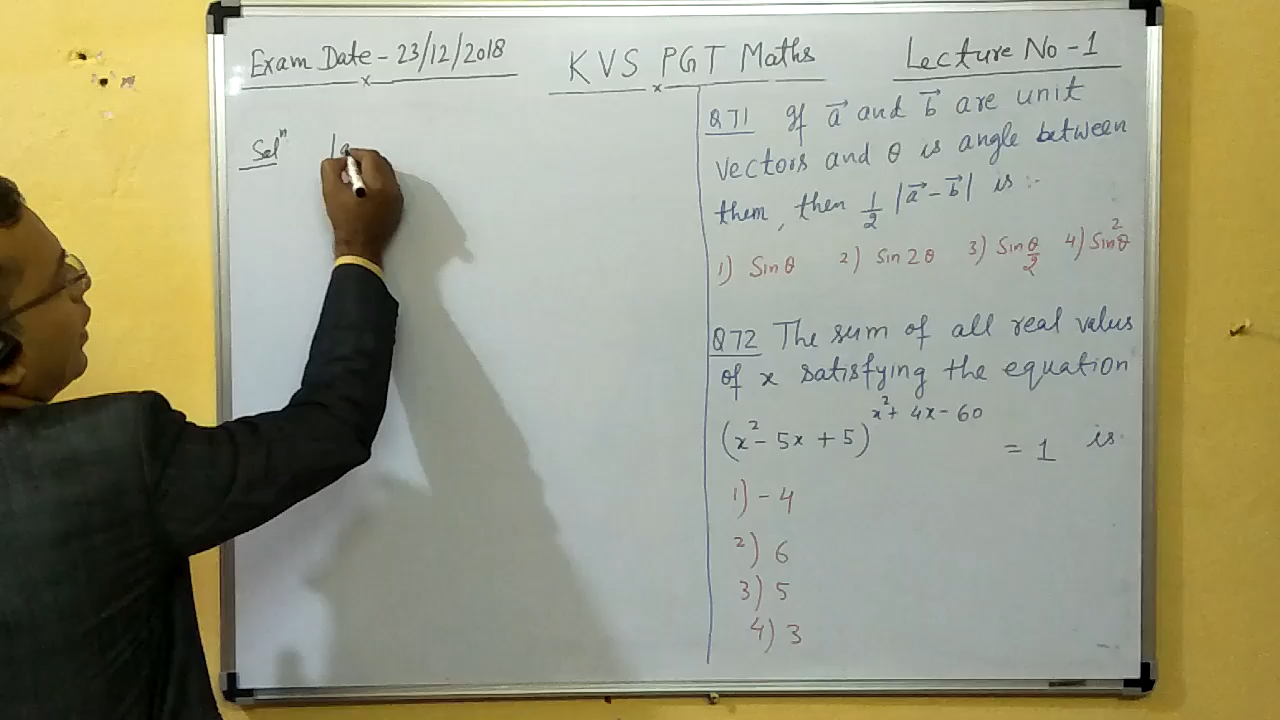 Exam Date - 23/12/2018
KVS PGT Maths
Lecture No - 1
Solⁿ |a
Q71 If a⃗ and b⃗ are unit
vectors and θ is angle between
them, then 1/2 |a⃗ - b⃗| is :-
1) Sinθ 2) Sin 2θ 3) Sin θ/2 4) Sin²θ
Q72 The sum of all real values
of x satisfying the equation
(x² - 5x + 5)^(x² + 4x - 60) = 1 is
1) - 4
2) 6
3) 5
4) 3